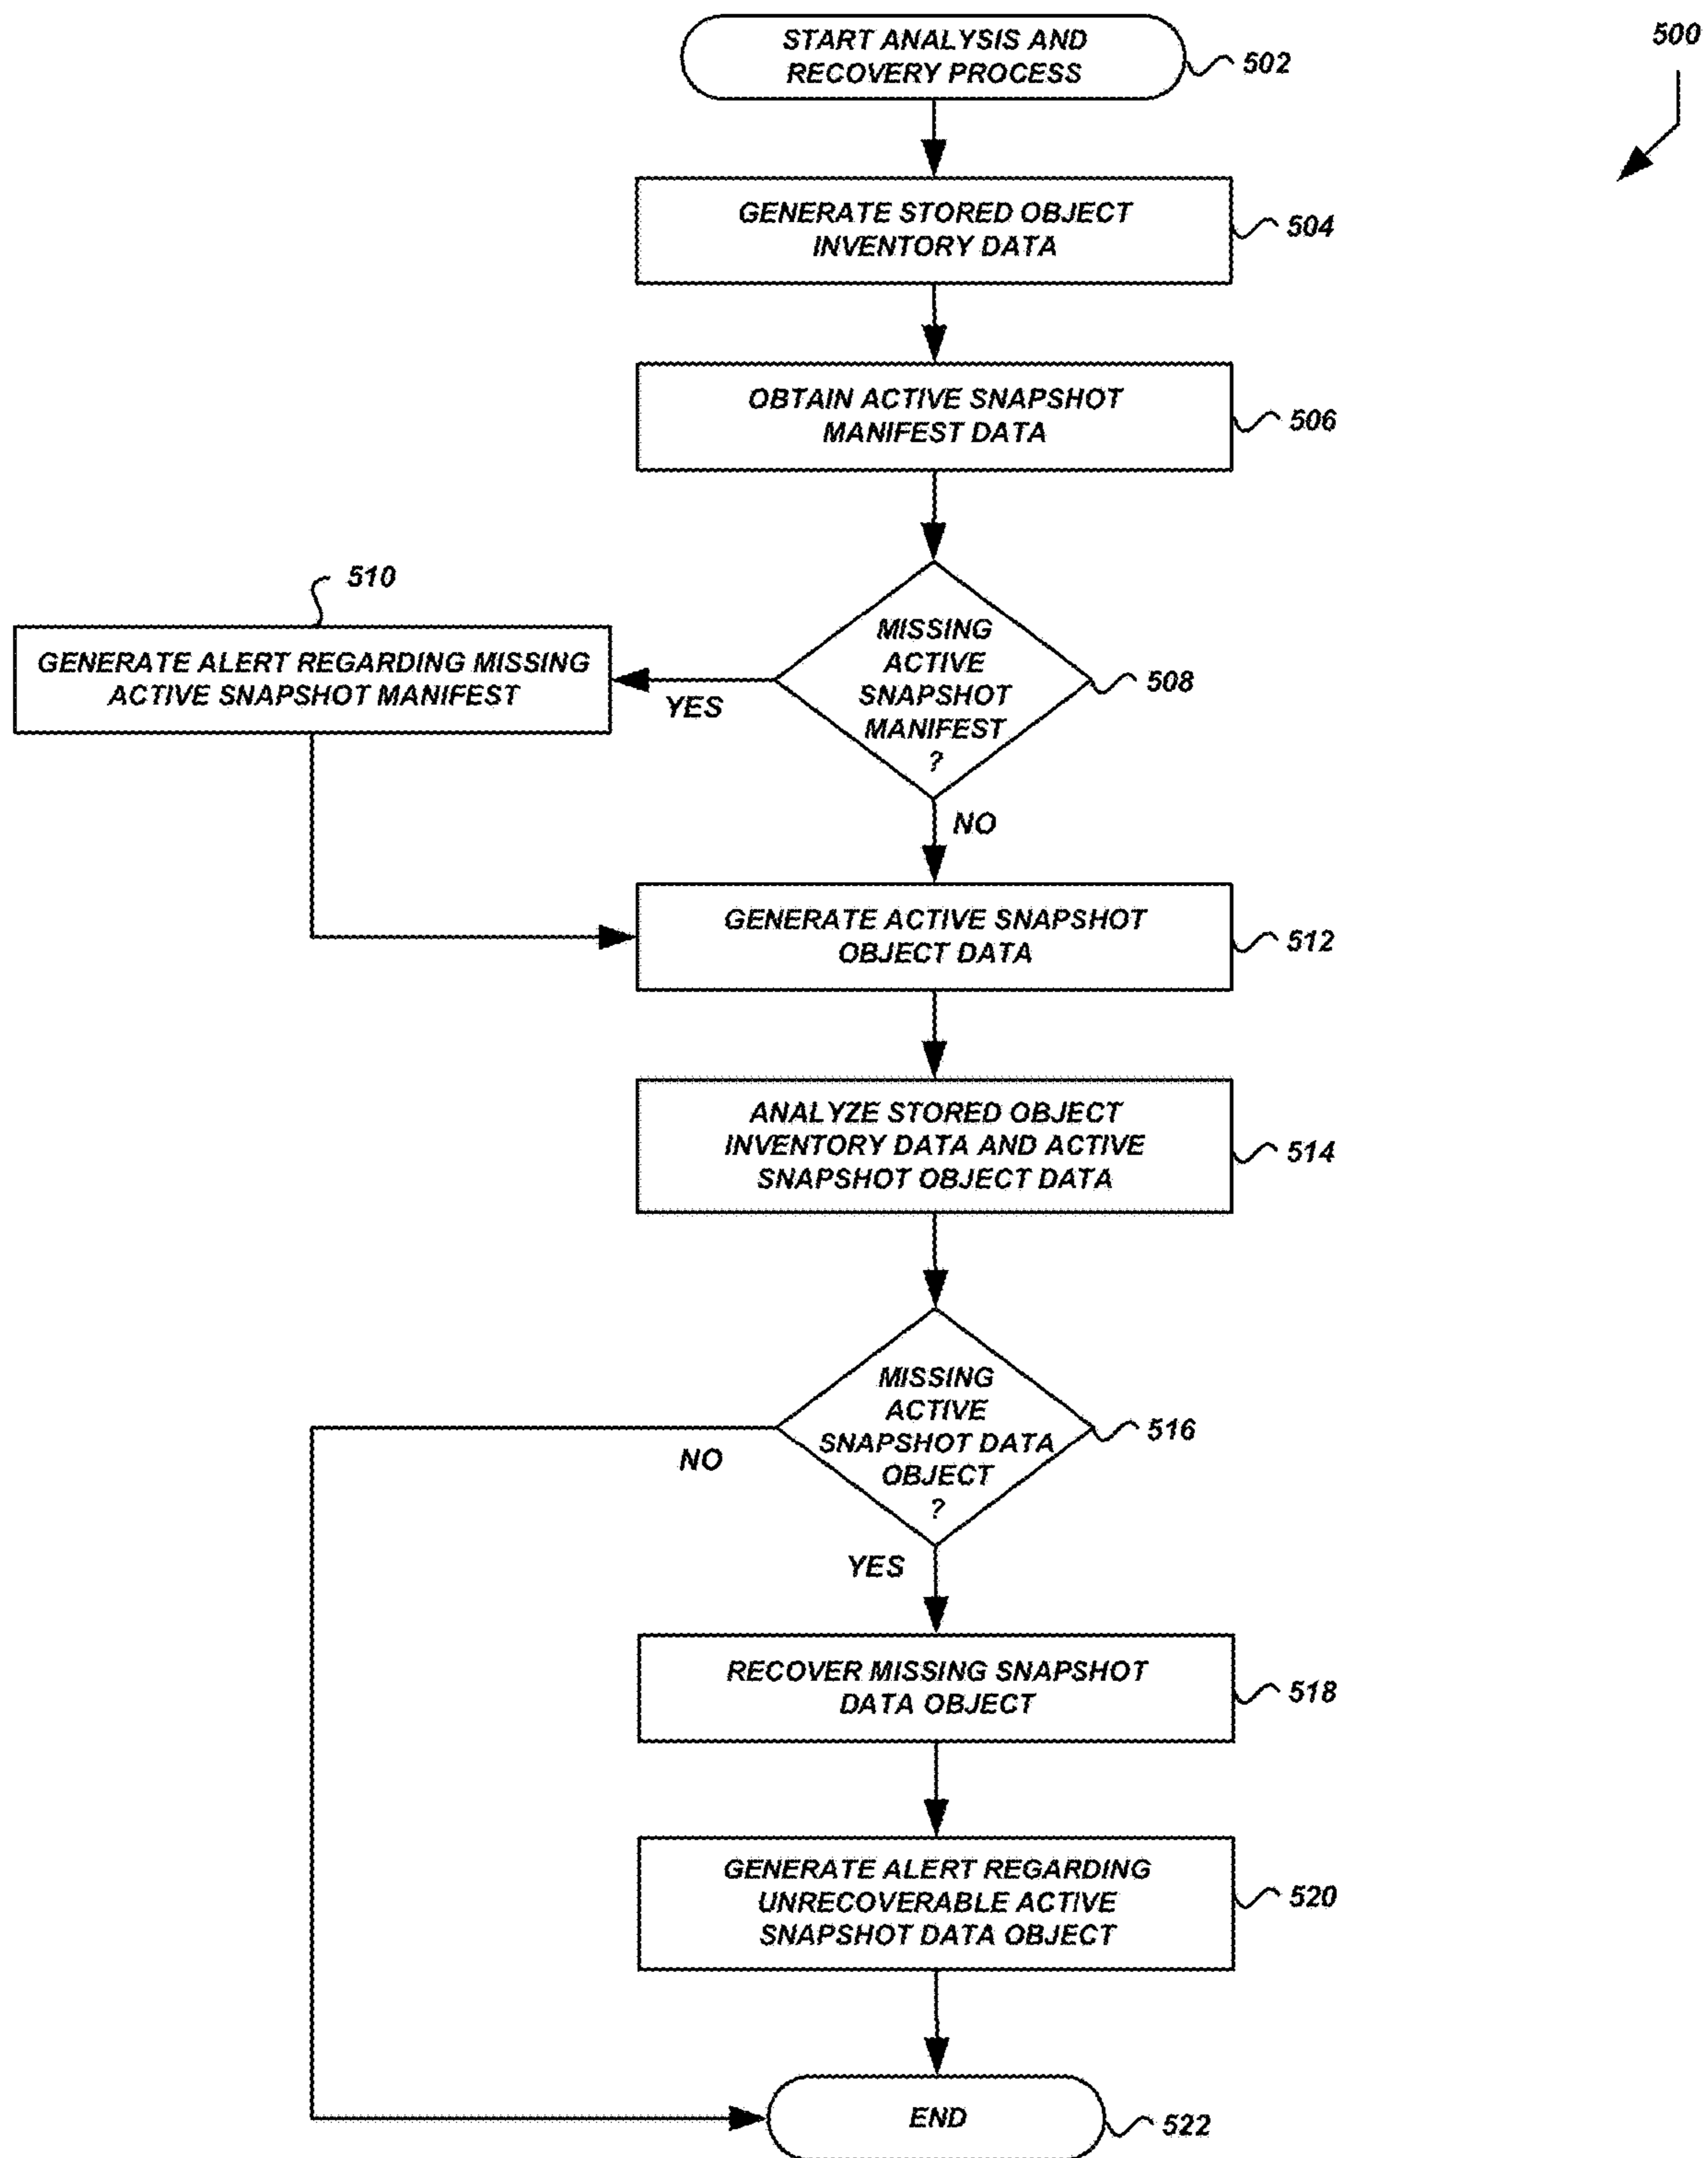 START ANALYSIS AND
RECOVERY PROCESS
502
500
GENERATE STORED OBJECT
INVENTORY DATA
504
OBTAIN ACTIVE SNAPSHOT
MANIFEST DATA
506
510
GENERATE ALERT REGARDING MISSING
ACTIVE SNAPSHOT MANIFEST
YES
MISSING
ACTIVE
SNAPSHOT
MANIFEST
?
508
NO
GENERATE ACTIVE SNAPSHOT
OBJECT DATA
512
ANALYZE STORED OBJECT
INVENTORY DATA AND ACTIVE
SNAPSHOT OBJECT DATA
514
MISSING
ACTIVE
SNAPSHOT DATA
OBJECT
?
516
NO
YES
RECOVER MISSING SNAPSHOT
DATA OBJECT
518
GENERATE ALERT REGARDING
UNRECOVERABLE ACTIVE
SNAPSHOT DATA OBJECT
520
END
522